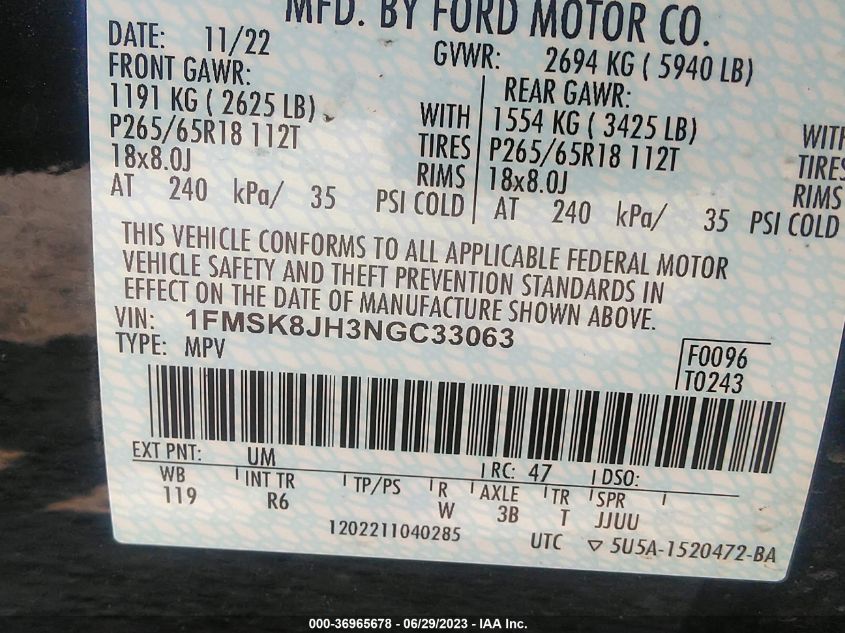 MFD. BY FORD MOTOR CO.
DATE: 11/22 GVWR: 2694 KG ( 5940 LB)
FRONT GAWR: REAR GAWR:
1191 KG ( 2625 LB) WITH 1554 KG ( 3425 LB) WITH
P265/65R18 112T TIRES P265/65R18 112T TIRES
18x8.0J RIMS 18x8.0J RIMS
AT 240 kPa/ 35 PSI COLD AT 240 kPa/ 35 PSI COLD
THIS VEHICLE CONFORMS TO ALL APPLICABLE FEDERAL MOTOR
VEHICLE SAFETY AND THEFT PREVENTION STANDARDS IN
EFFECT ON THE DATE OF MANUFACTURE SHOWN ABOVE.
VIN: 1FMSK8JH3NGC33063
TYPE: MPV F0096
T0243
EXT PNT: UM RC: 47 DSO:
WB INT TR TP/PS R AXLE TR SPR
119 R6 W 3B T JJUU
1202211040285 UTC ▽ 5U5A-1520472-BA
000-36965678 - 06/29/2023 - IAA Inc.